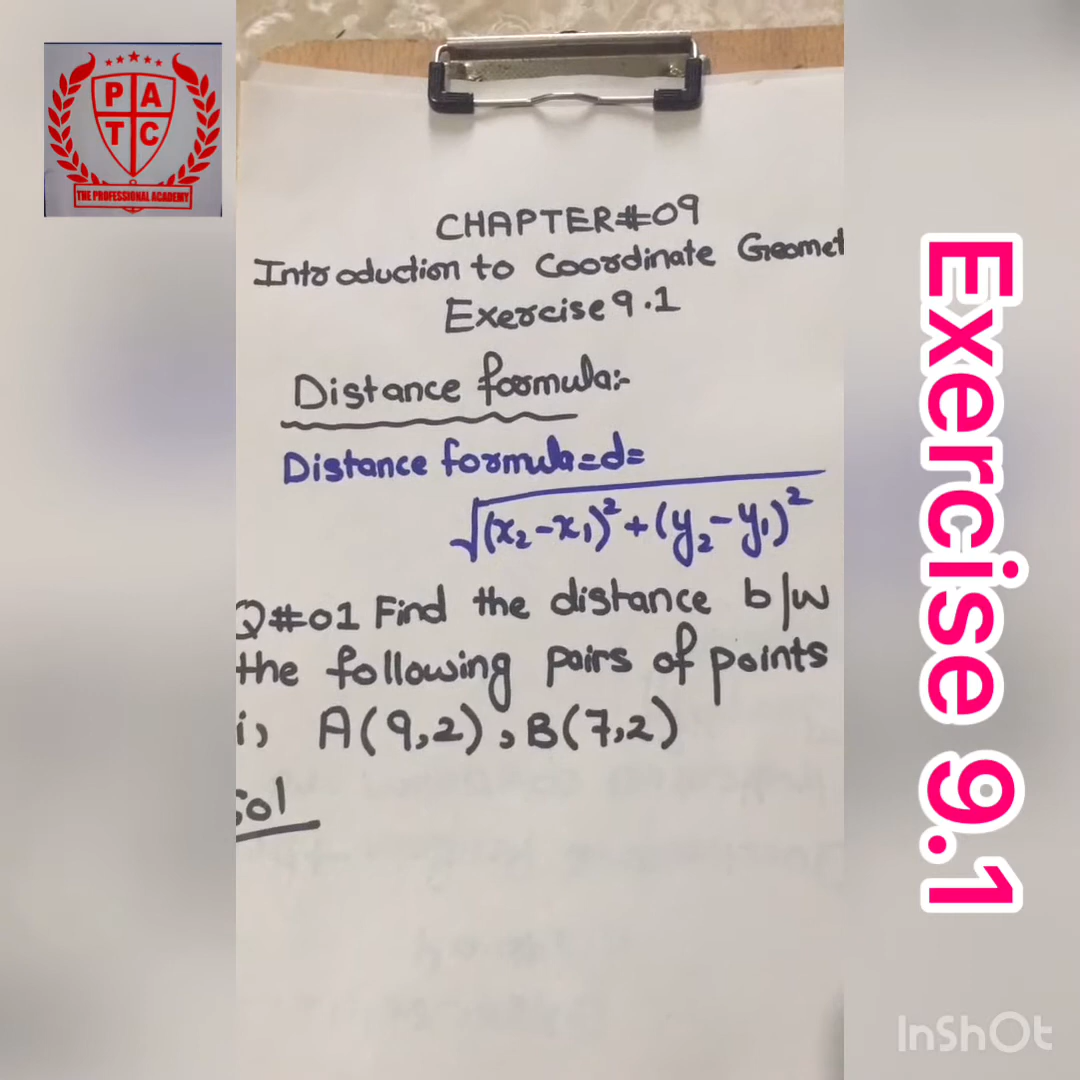 P A
T C
THE PROFESSIONAL ACADEMY
CHAPTER#09
Introduction to Coordinate Geomet
Exercise 9.1
Distance formula:-
Distance formula=d=
√(x₂-x₁)²+(y₂-y₁)²
Q#01 Find the distance b/w
the following pairs of points
i, A(9,2), B(7,2)
Sol
Exercise 9.1
InShOt